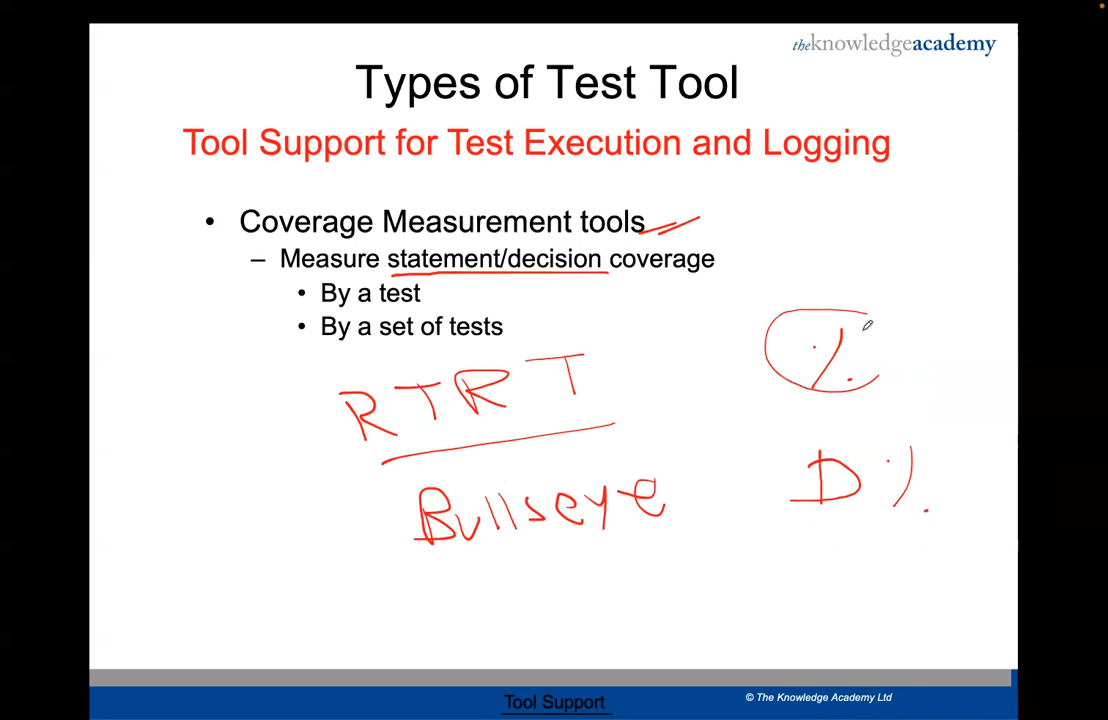 theknowledgeacademy
Types of Test Tool
Tool Support for Test Execution and Logging
• Coverage Measurement tools
– Measure statement/decision coverage
• By a test
• By a set of tests
%
RTRT
D%
Bullseye
Tool Support
© The Knowledge Academy Ltd